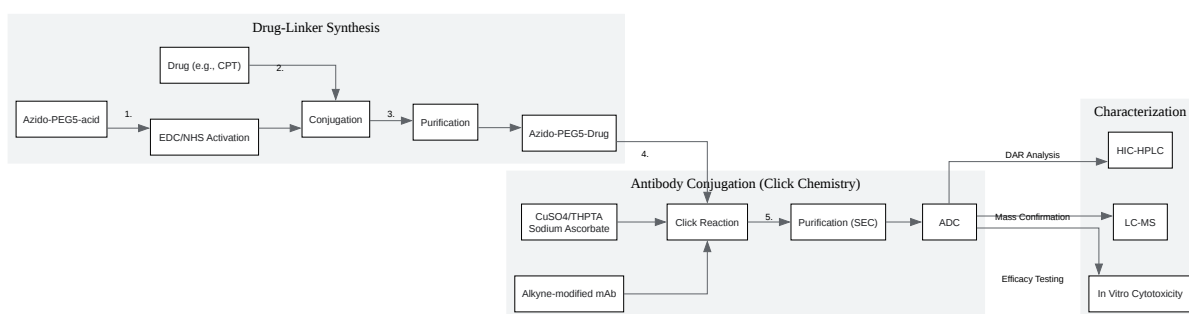 Drug-Linker Synthesis
Drug (e.g., CPT)
2.
Azido-PEG5-acid
1.
EDC/NHS Activation
Conjugation
3.
Purification
Azido-PEG5-Drug
4.
Antibody Conjugation (Click Chemistry)
CuSO4/THPTA
Sodium Ascorbate
Click Reaction
5.
Purification (SEC)
ADC
Alkyne-modified mAb
Characterization
DAR Analysis
HIC-HPLC
Mass Confirmation
LC-MS
Efficacy Testing
In Vitro Cytotoxicity